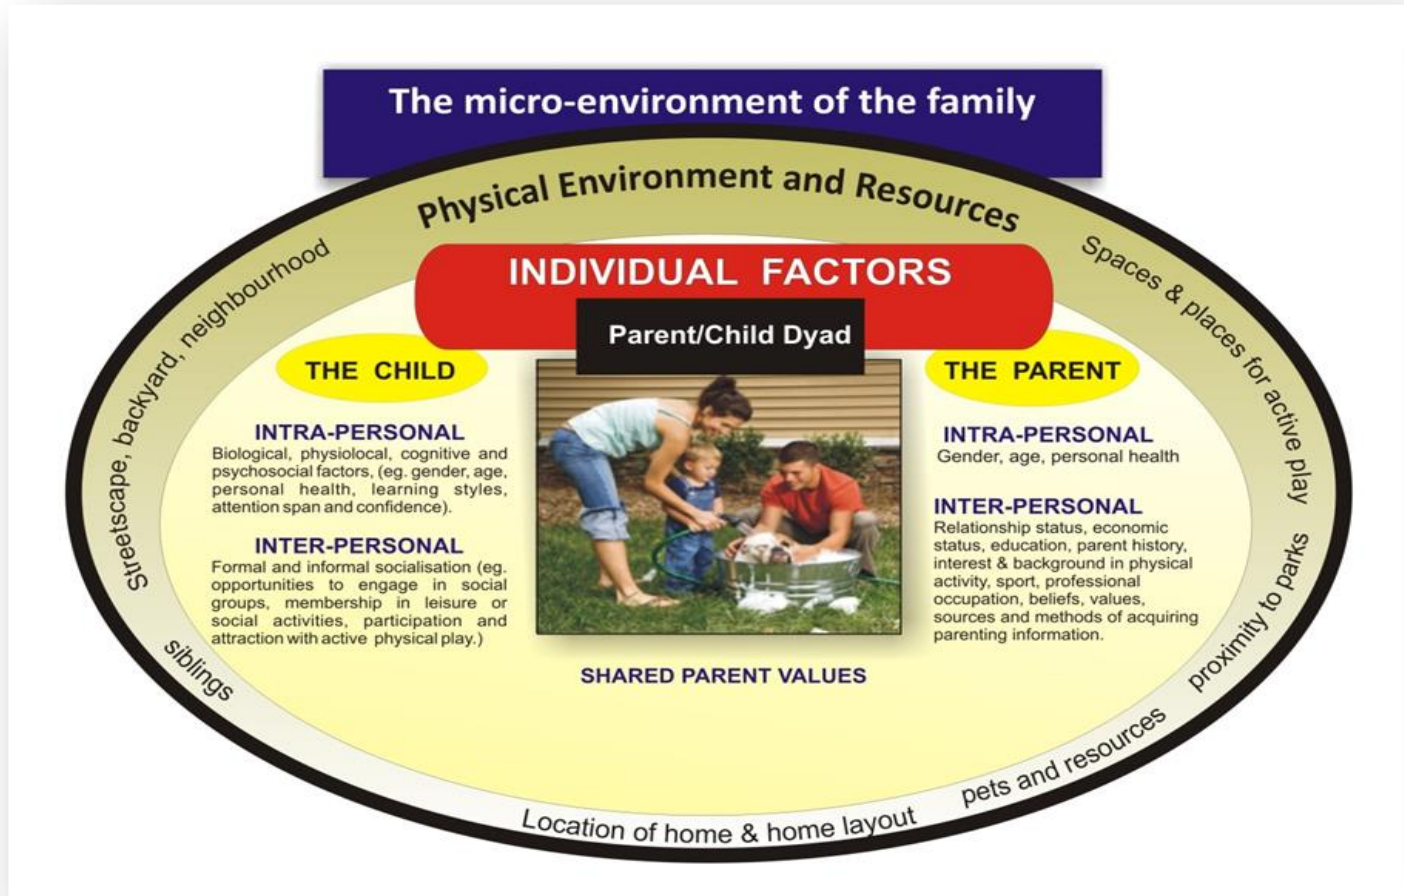 The micro-environment of the family
Physical Environment and Resources
Streetscape, backyard, neighbourhood
Spaces & places for active play
INDIVIDUAL FACTORS
Parent/Child Dyad
THE CHILD
INTRA-PERSONAL
Biological, physiolocal, cognitive and
psychosocial factors, (eg. gender, age,
personal health, learning styles,
attention span and confidence).
INTER-PERSONAL
Formal and informal socialisation (eg.
opportunities to engage in social
groups, membership in leisure or
social activities, participation and
attraction with active physical play.)
THE PARENT
INTRA-PERSONAL
Gender, age, personal health
INTER-PERSONAL
Relationship status, economic
status, education, parent history,
interest & background in physical
activity, sport, professional
occupation, beliefs, values,
sources and methods of acquiring
parenting information.
SHARED PARENT VALUES
siblings
proximity to parks
pets and resources
Location of home & home layout